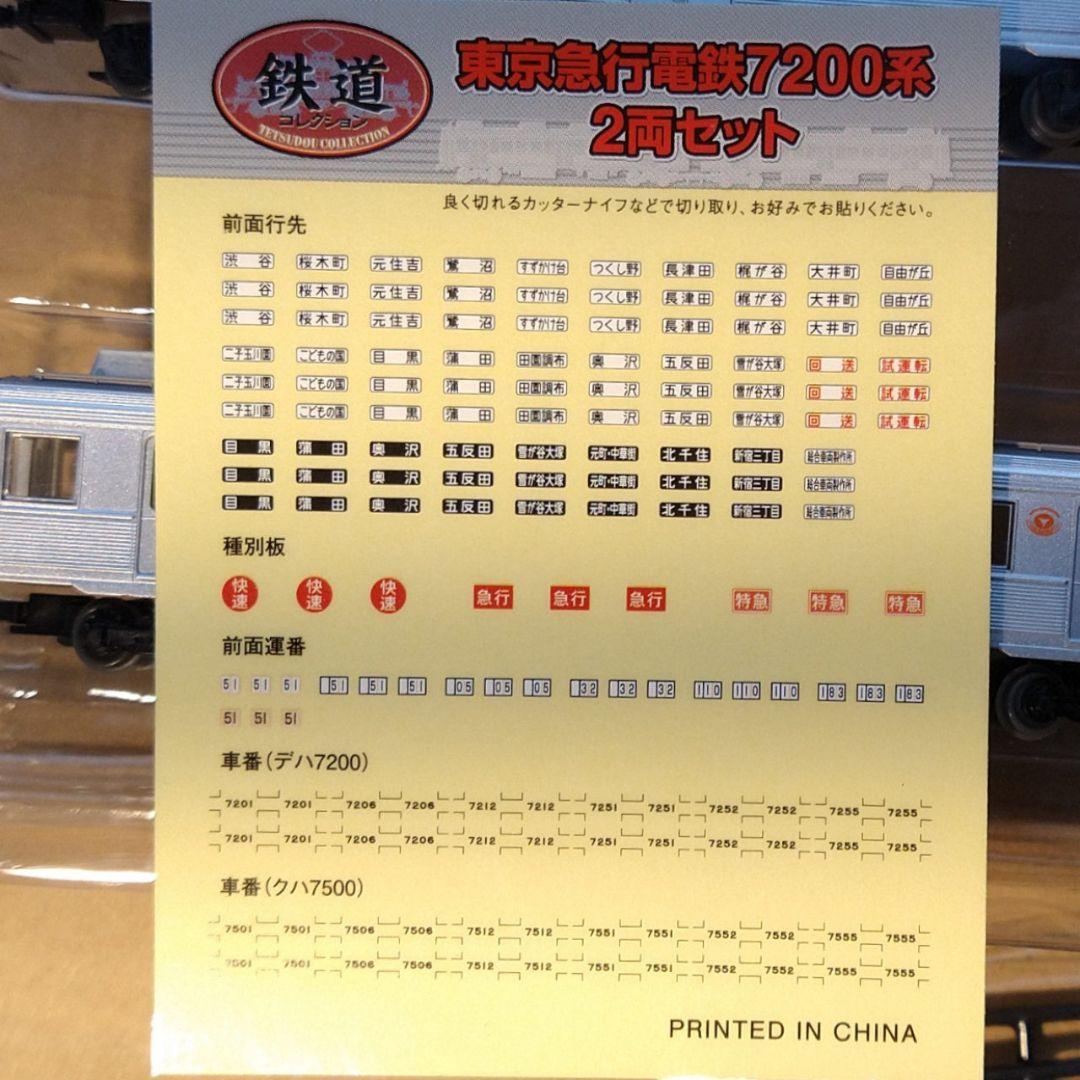 鉄道
コレクション
TETSUDOU COLLECTION
東京急行電鉄7200系
2両セット
良く切れるカッターナイフなどで切り取り、お好みでお貼りください。
前面行先
渋谷 桜木町 元住吉 鷺沼 すずかけ台 つくし野 長津田 梶が谷 大井町 自由が丘
渋谷 桜木町 元住吉 鷺沼 すずかけ台 つくし野 長津田 梶が谷 大井町 自由が丘
渋谷 桜木町 元住吉 鷺沼 すずかけ台 つくし野 長津田 梶が谷 大井町 自由が丘
二子玉川園 こどもの国 目黒 蒲田 田園調布 奥沢 五反田 雪が谷大塚 回送 試運転
二子玉川園 こどもの国 目黒 蒲田 田園調布 奥沢 五反田 雪が谷大塚 回送 試運転
二子玉川園 こどもの国 目黒 蒲田 田園調布 奥沢 五反田 雪が谷大塚 回送 試運転
目黒 蒲田 奥沢 五反田 雪が谷大塚 元町・中華街 北千住 新宿三丁目 総合車両製作所
目黒 蒲田 奥沢 五反田 雪が谷大塚 元町・中華街 北千住 新宿三丁目 総合車両製作所
目黒 蒲田 奥沢 五反田 雪が谷大塚 元町・中華街 北千住 新宿三丁目 総合車両製作所
種別板
快速 快速 快速 急行 急行 急行 特急 特急 特急
前面運番
51 51 51 51 51 51 05 05 05 32 32 32 110 110 110 183 183 183
51 51 51
車番(デハ7200)
7201 7201 7206 7206 7212 7212 7251 7251 7252 7252 7255 7255
7201 7201 7206 7206 7212 7212 7251 7251 7252 7252 7255 7255
車番(クハ7500)
7501 7501 7506 7506 7512 7512 7551 7551 7552 7552 7555 7555
7501 7501 7506 7506 7512 7512 7551 7551 7552 7552 7555 7555
PRINTED IN CHINA